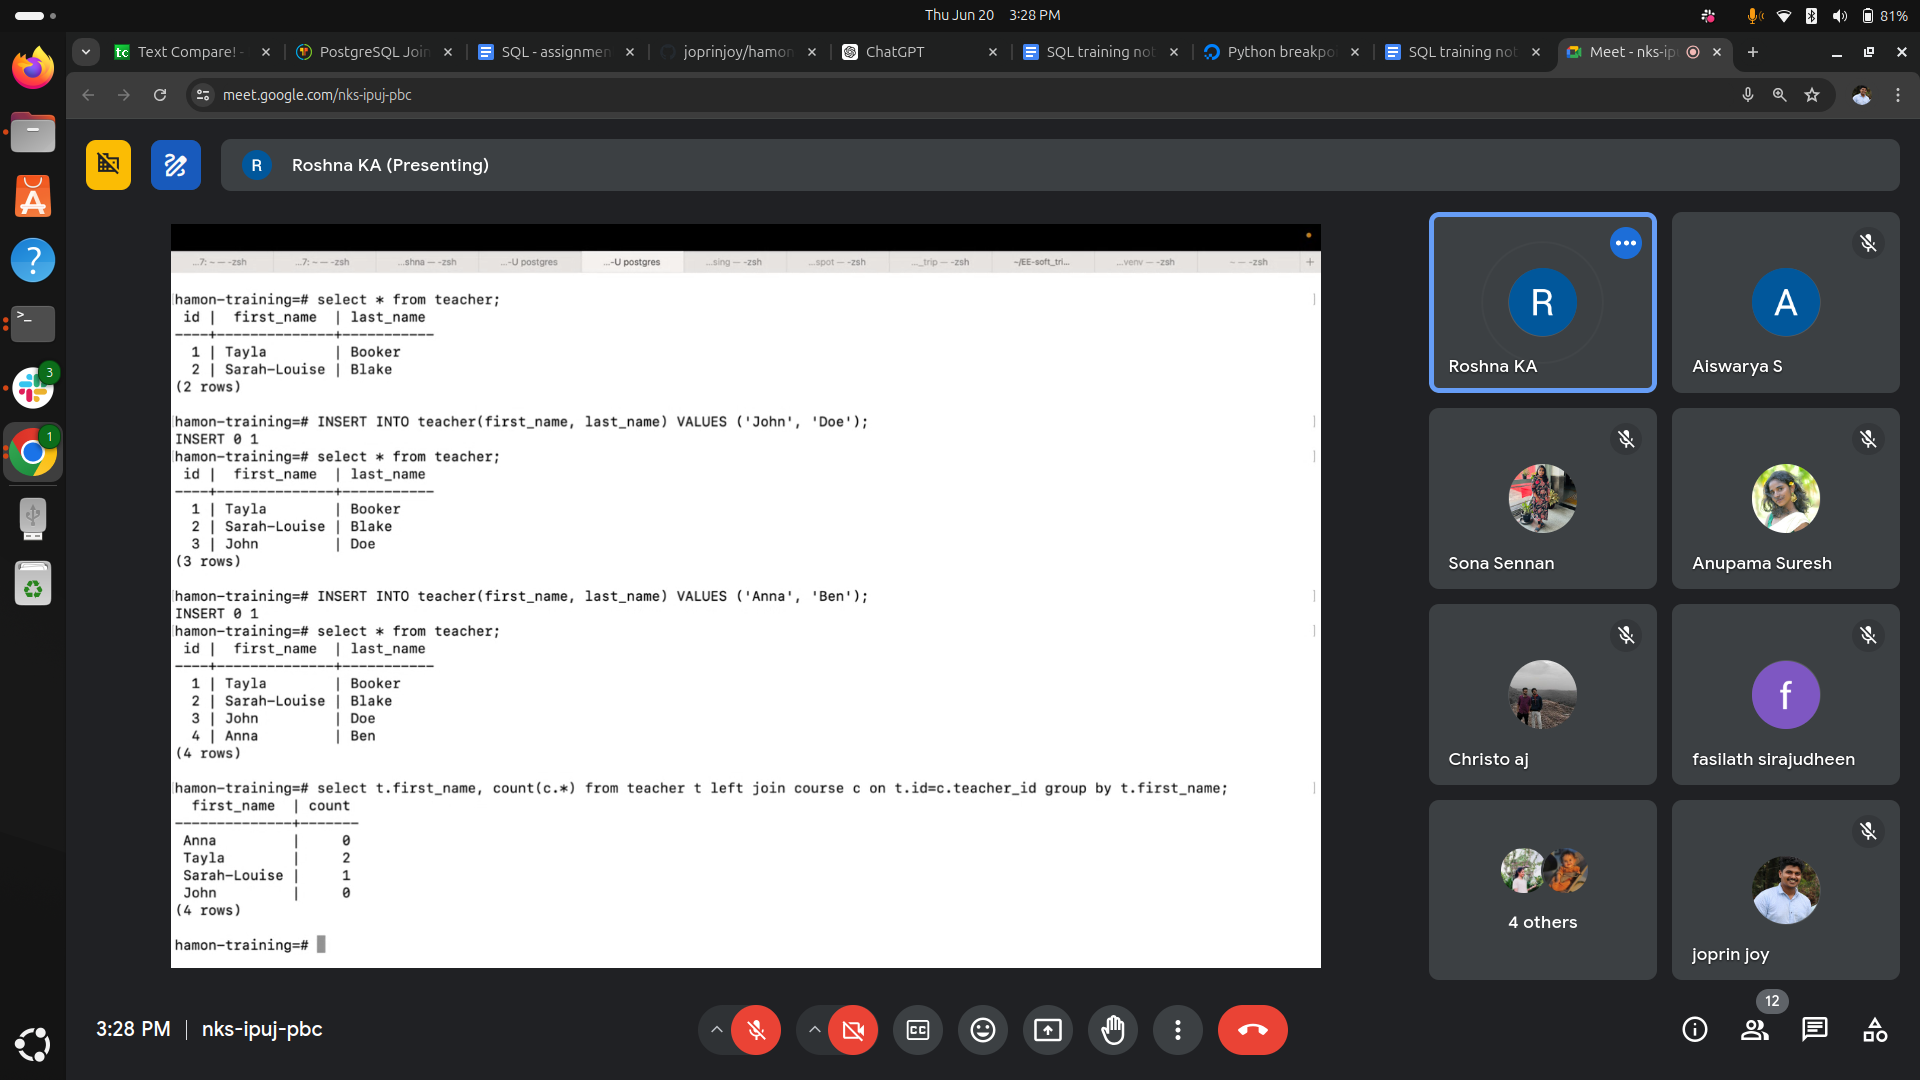 Thu Jun 20 3:28 PM
81%
Text Compare! -
PostgreSQL Join
SQL - assignmen
joprinjoy/hamon
ChatGPT
SQL training not
Python breakpoi
SQL training not
Meet - nks-ip
meet.google.com/nks-ipuj-pbc
R
Roshna KA (Presenting)
...7: ~ — -zsh
...7: ~ — -zsh
...shna — -zsh
...-U postgres
...-U postgres
...sing — -zsh
...spot — -zsh
..._trip — -zsh
~/EE-soft_tri...
...venv — -zsh
~ — -zsh
hamon-training=# select * from teacher;
 id |  first_name  | last_name
----+--------------+-----------
  1 | Tayla        | Booker
  2 | Sarah-Louise | Blake
(2 rows)
hamon-training=# INSERT INTO teacher(first_name, last_name) VALUES ('John', 'Doe');
INSERT 0 1
hamon-training=# select * from teacher;
 id |  first_name  | last_name
----+--------------+-----------
  1 | Tayla        | Booker
  2 | Sarah-Louise | Blake
  3 | John         | Doe
(3 rows)
hamon-training=# INSERT INTO teacher(first_name, last_name) VALUES ('Anna', 'Ben');
INSERT 0 1
hamon-training=# select * from teacher;
 id |  first_name  | last_name
----+--------------+-----------
  1 | Tayla        | Booker
  2 | Sarah-Louise | Blake
  3 | John         | Doe
  4 | Anna         | Ben
(4 rows)
hamon-training=# select t.first_name, count(c.*) from teacher t left join course c on t.id=c.teacher_id group by t.first_name;
  first_name  | count
--------------+-------
 Anna         |     0
 Tayla        |     2
 Sarah-Louise |     1
 John         |     0
(4 rows)
hamon-training=#
R
Roshna KA
A
Aiswarya S
Sona Sennan
Anupama Suresh
Christo aj
f
fasilath sirajudheen
4 others
joprin joy
3
1
3:28 PM | nks-ipuj-pbc
12